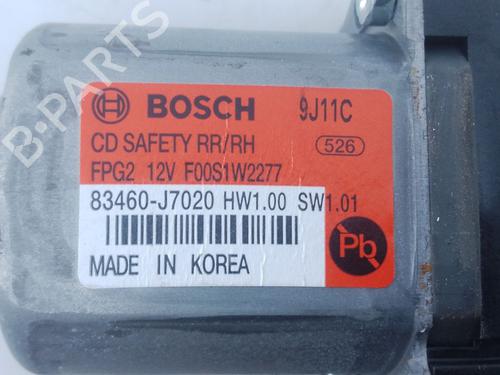 BOSCH 9J11C
CD SAFETY RR/RH 526
FPG2 12V F00S1W2277
83460-J7020 HW1.00 SW1.01
Pb
MADE IN KOREA
B-PARTS